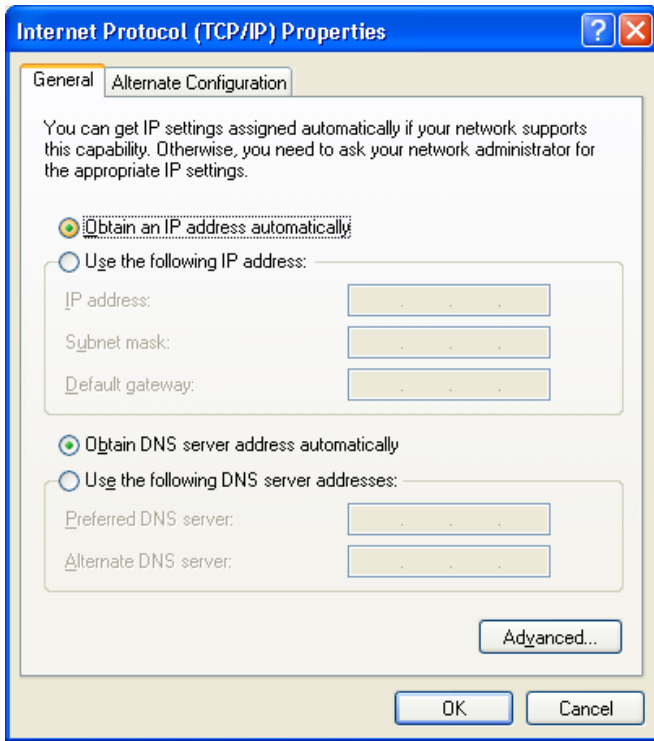 Internet Protocol (TCP/IP) Properties
General
Alternate Configuration
You can get IP settings assigned automatically if your network supports
this capability. Otherwise, you need to ask your network administrator for
the appropriate IP settings.
Obtain an IP address automatically
Use the following IP address:
IP address:
Subnet mask:
Default gateway:
Obtain DNS server address automatically
Use the following DNS server addresses:
Preferred DNS server:
Alternate DNS server:
Advanced...
OK
Cancel